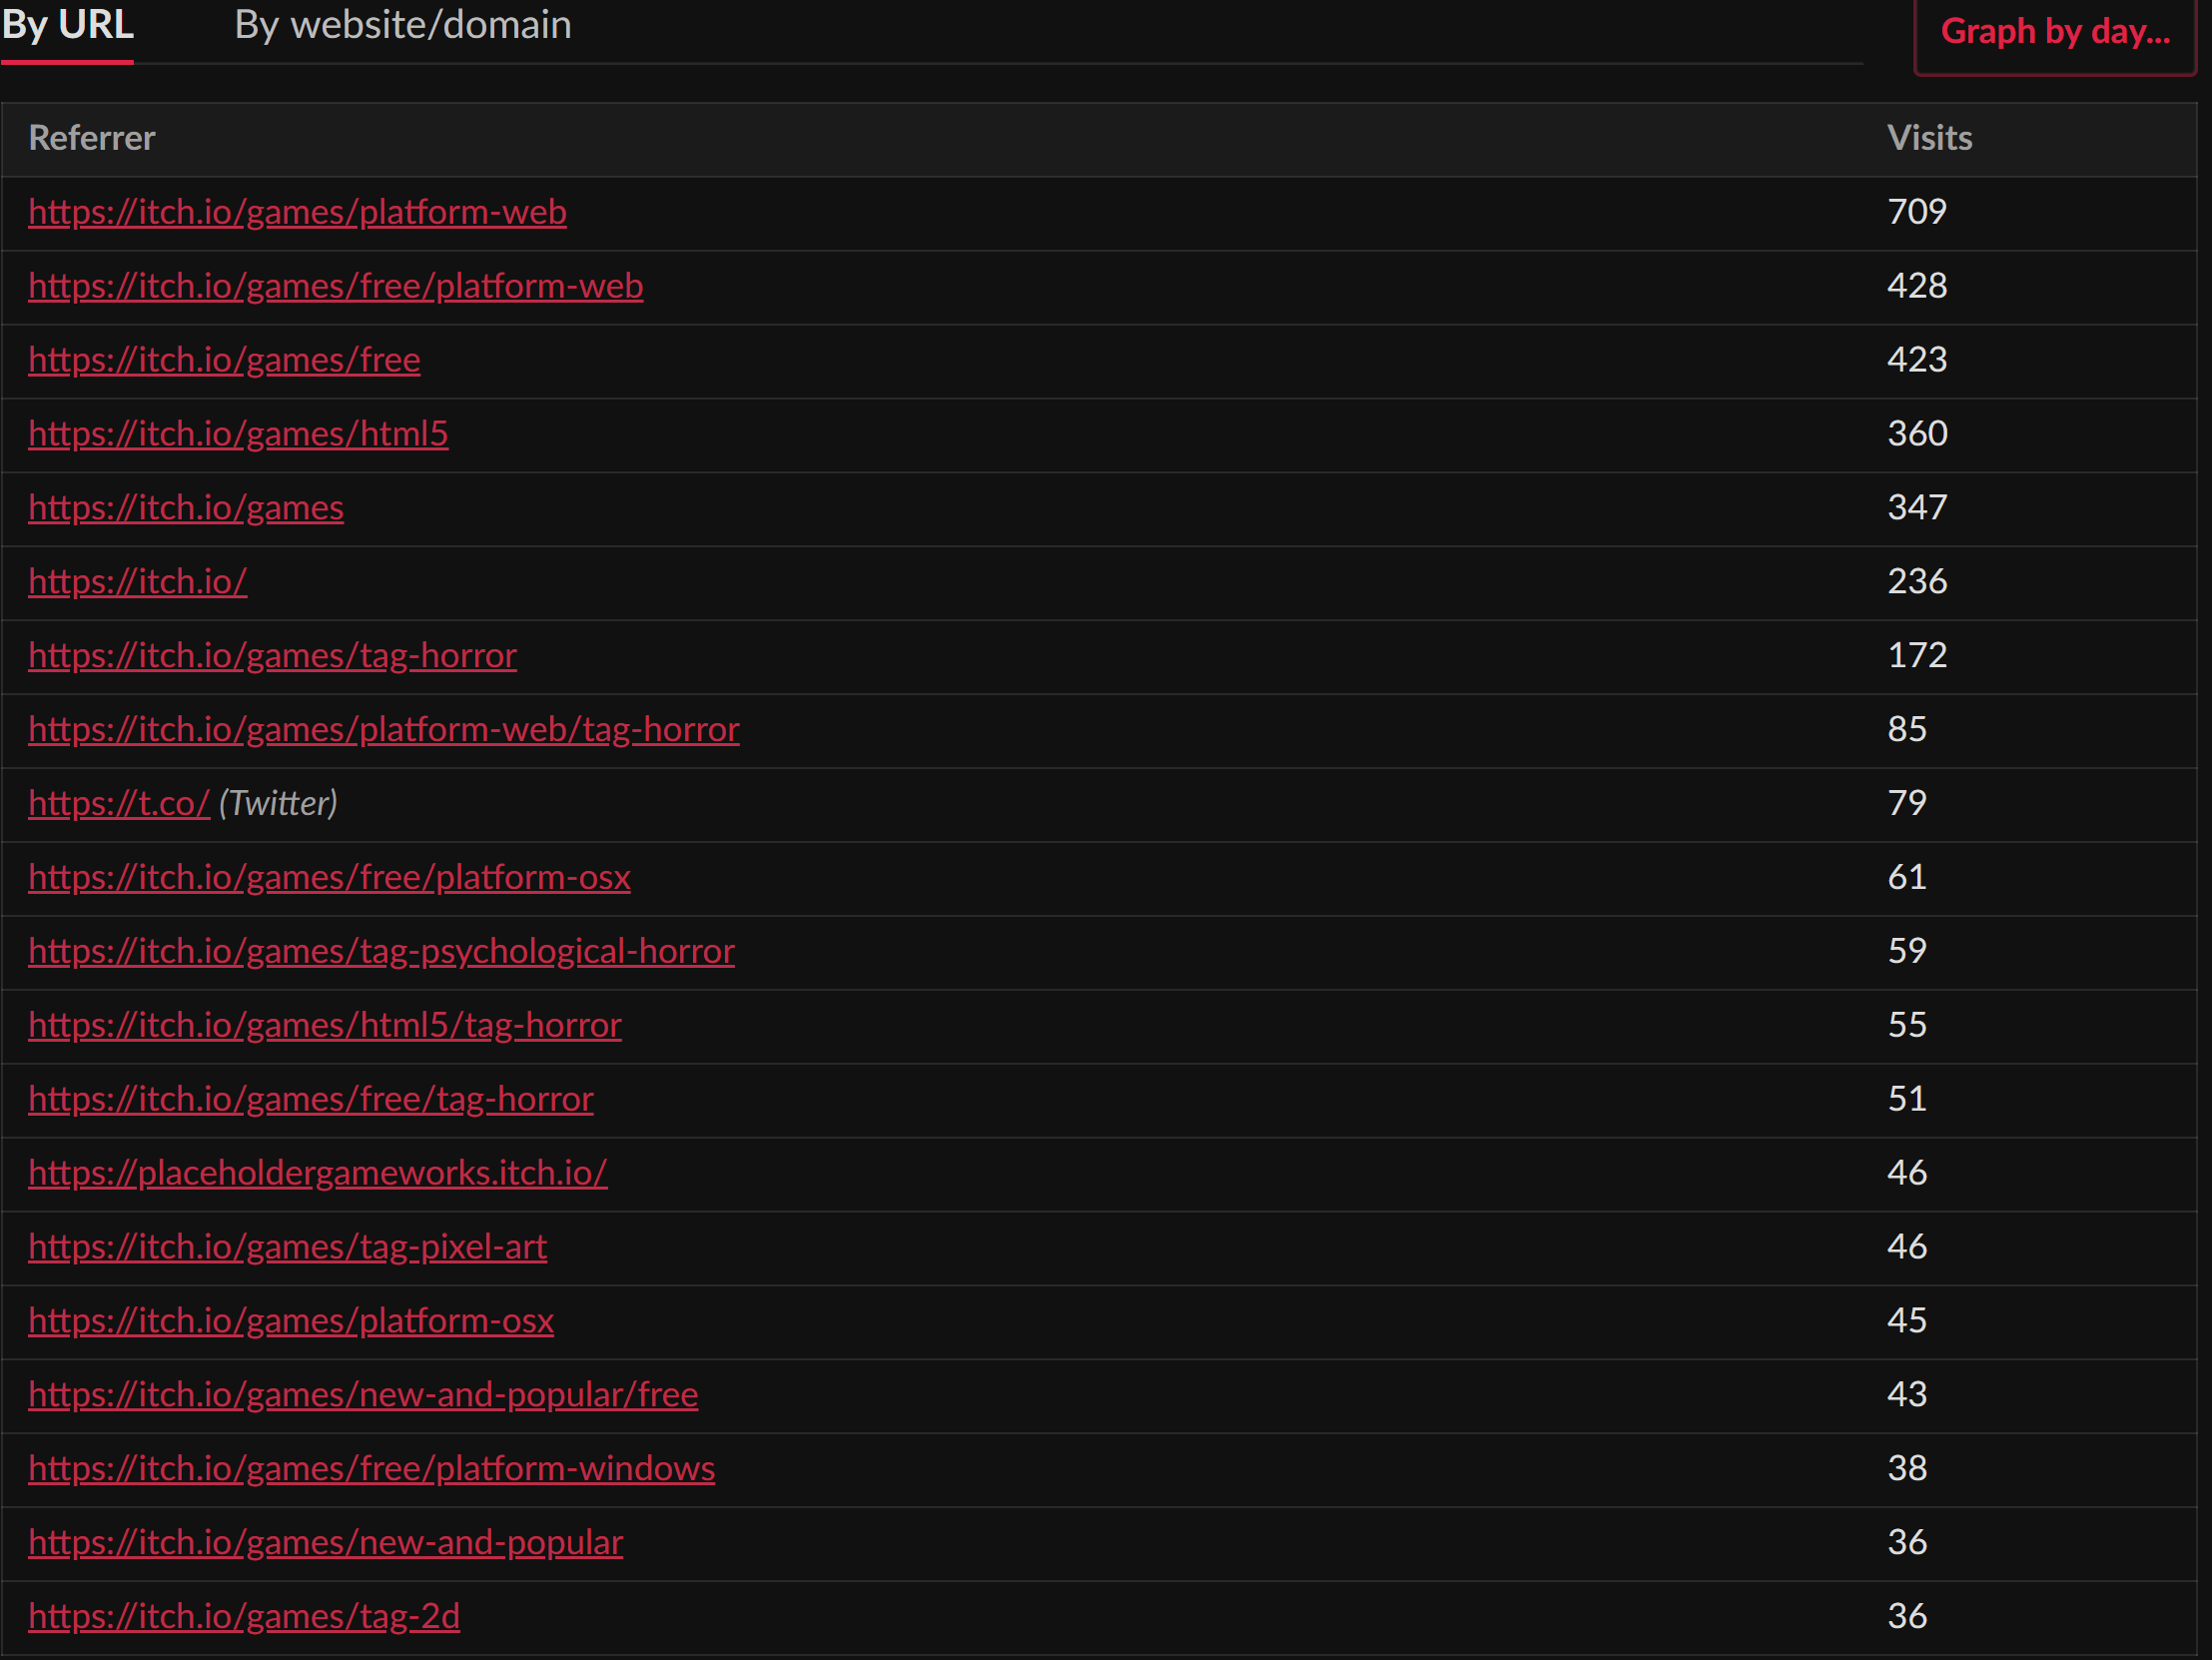 By URL By website/domain Graph by day...
Referrer Visits
https://itch.io/games/platform-web 709
https://itch.io/games/free/platform-web 428
https://itch.io/games/free 423
https://itch.io/games/html5 360
https://itch.io/games 347
https://itch.io/ 236
https://itch.io/games/tag-horror 172
https://itch.io/games/platform-web/tag-horror 85
https://t.co/ (Twitter) 79
https://itch.io/games/free/platform-osx 61
https://itch.io/games/tag-psychological-horror 59
https://itch.io/games/html5/tag-horror 55
https://itch.io/games/free/tag-horror 51
https://placeholdergameworks.itch.io/ 46
https://itch.io/games/tag-pixel-art 46
https://itch.io/games/platform-osx 45
https://itch.io/games/new-and-popular/free 43
https://itch.io/games/free/platform-windows 38
https://itch.io/games/new-and-popular 36
https://itch.io/games/tag-2d 36